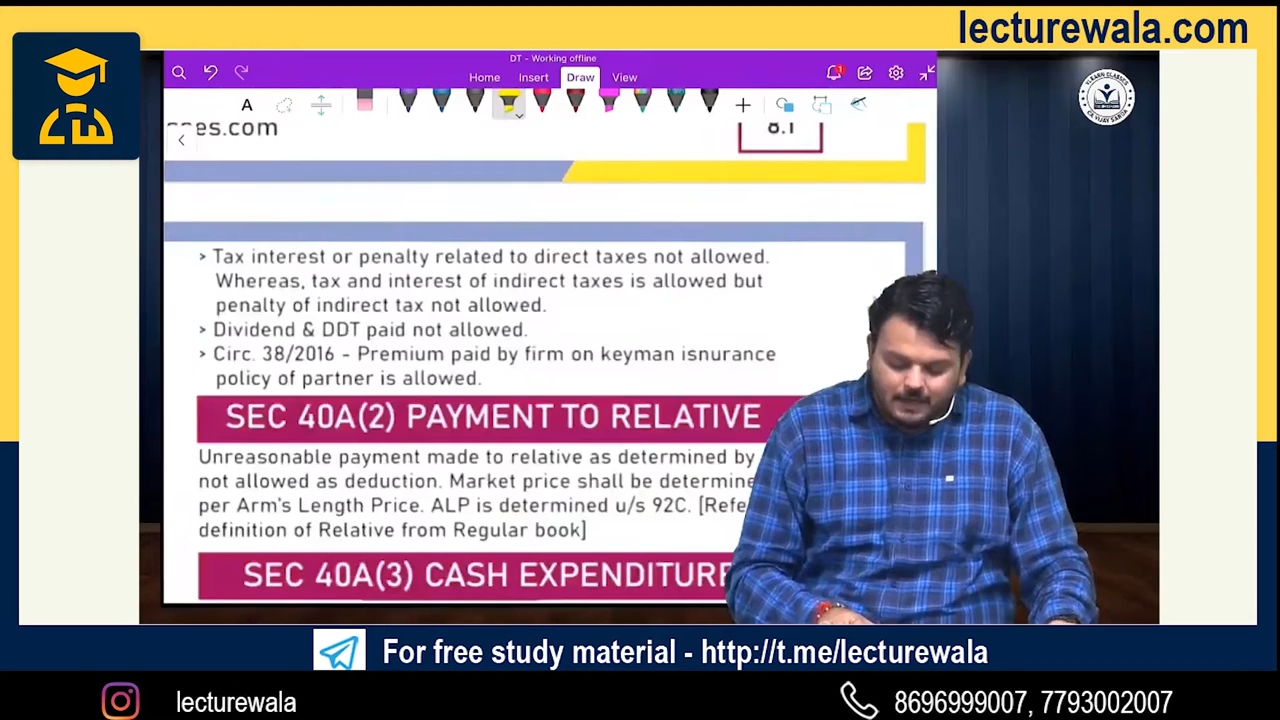 lecturewala.com
DT - Working offline
Home Insert Draw View
1
A
sses.com
8.1
> Tax interest or penalty related to direct taxes not allowed.
Whereas, tax and interest of indirect taxes is allowed but
penalty of indirect tax not allowed.
> Dividend & DDT paid not allowed.
> Circ. 38/2016 - Premium paid by firm on keyman isnurance
policy of partner is allowed.
SEC 40A(2) PAYMENT TO RELATIVE
Unreasonable payment made to relative as determined by
not allowed as deduction. Market price shall be determine
per Arm's Length Price. ALP is determined u/s 92C. [Refe
definition of Relative from Regular book]
SEC 40A(3) CASH EXPENDITURE
For free study material - http://t.me/lecturewala
lecturewala
8696999007, 7793002007